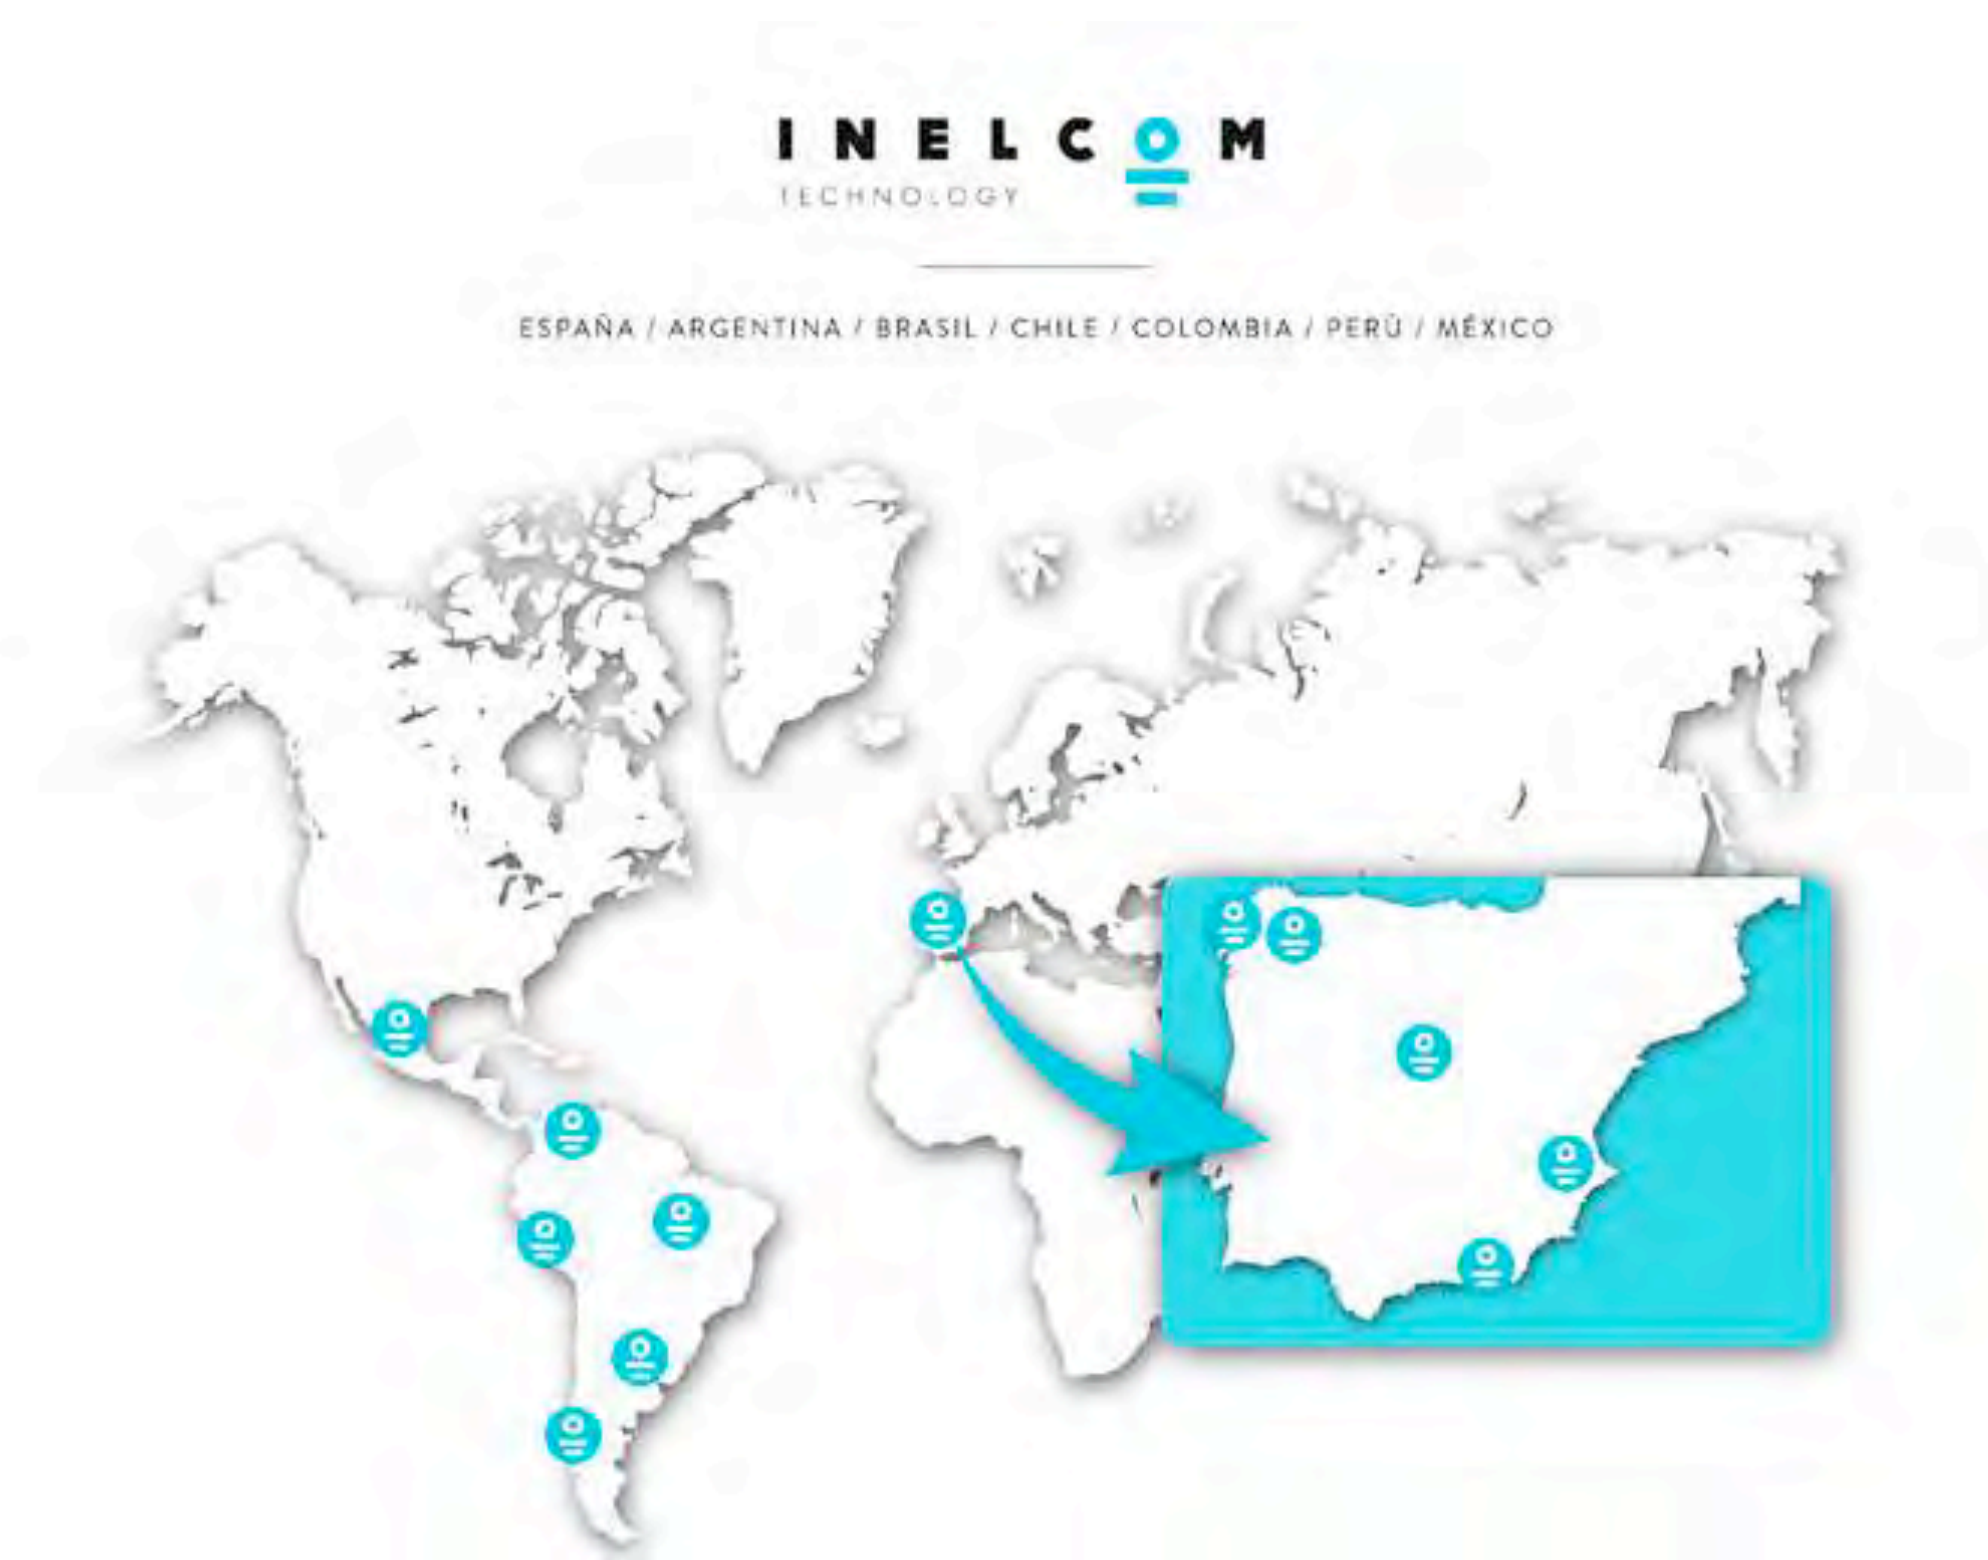 INELCOM
TECHNOLOGY
ESPAÑA / ARGENTINA / BRASIL / CHILE / COLOMBIA / PERÚ / MÉXICO